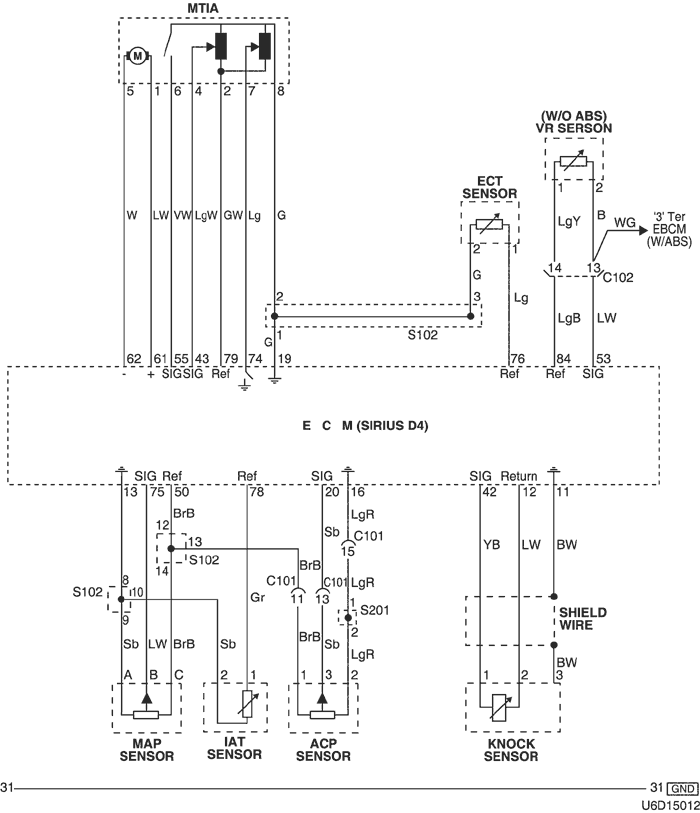 MTIA
M
5 1 6 4 2 7 8
(W/O ABS)
VR SERSON
1 2
ECT
SENSOR
2 1
W LW VW LgW GW Lg G
LgY B WG
'3' Ter
EBCM
(W/ABS)
14 13 C102
G Lg
2 3
1 S102
G
LgB LW
62 61 55 43 79 74 19 76 84 53
- + SIG SIG Ref Ref Ref SIG
E C M (SIRIUS D4)
SIG Ref Ref SIG SIG Return
13 75 50 78 20 16 42 12 11
BrB LgR
12 13 Sb C101
S102 15
14
YB LW BW
BrB
8 C101 C101 LgR
S102 10 11 13
9 Gr 1 S201
2
SHIELD
WIRE
Sb LW BrB Sb BrB Sb LgR
BW
A B C 2 1 1 3 2 1 2 3
MAP
SENSOR
IAT
SENSOR
ACP
SENSOR
KNOCK
SENSOR
31 31 GND
U6D15012